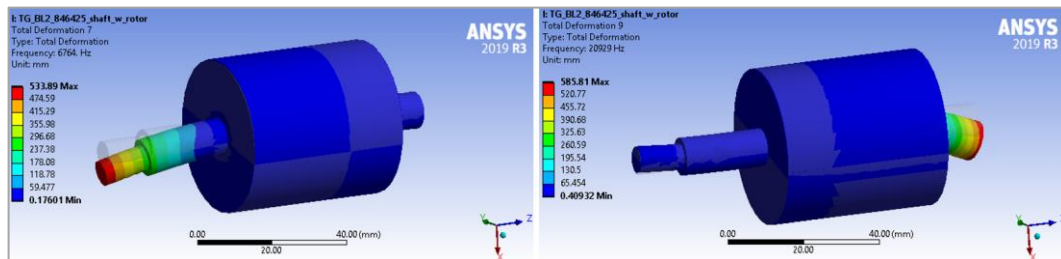 I: TG_BL2_846425_shaft_w_rotor
Total Deformation 7
Type: Total Deformation
Frequency: 6764. Hz
Unit: mm
533.89 Max
474.59
415.29
355.98
296.68
237.38
178.08
118.78
59.477
0.17601 Min
ANSYS
2019 R3
0.00
40.00 (mm)
20.00
Y
Z
X
I: TG_BL2_846425_shaft_w_rotor
Total Deformation 9
Type: Total Deformation
Frequency: 20929 Hz
Unit: mm
585.81 Max
520.77
455.72
390.68
325.63
260.59
195.54
130.5
65.454
0.40932 Min
ANSYS
2019 R3
0.00
40.00 (mm)
20.00
Y
Z
X